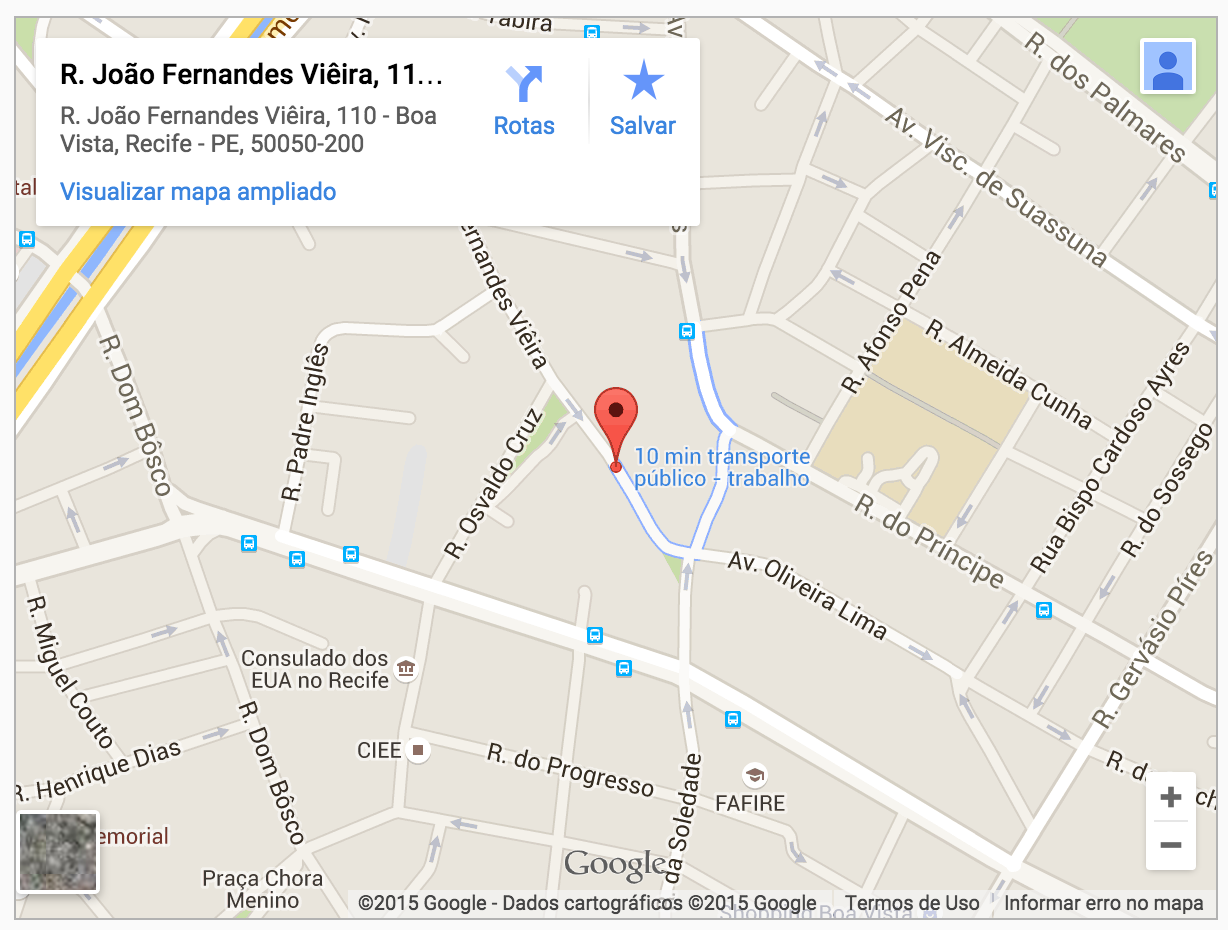 rabira
R. João Fernandes Viêira, 11…
R. João Fernandes Viêira, 110 - Boa
Vista, Recife - PE, 50050-200
Visualizar mapa ampliado
Rotas
Salvar
R. dos Palmares
Av. Visc. de Suassuna
tal
ernandes Viêira
R. Afonso Pena
R. Almeida Cunha
R. Dom Bôsco
R. Padre Inglês
R. Osvaldo Cruz
10 min transporte
público - trabalho
R. do Príncipe
Rua Bispo Cardoso Ayres
R. do Sossego
R. Gervásio Pires
Av. Oliveira Lima
R. Miguel Couto
Consulado dos
EUA no Recife
R. Dom Bôsco
CIEE
R. do Progresso
R. Henrique Dias
FAFIRE
da Soledade
R. d
ch
emorial
Praça Chora
Menino
Google
Shopping Boa Vista
©2015 Google - Dados cartográficos ©2015 Google
Termos de Uso
Informar erro no mapa